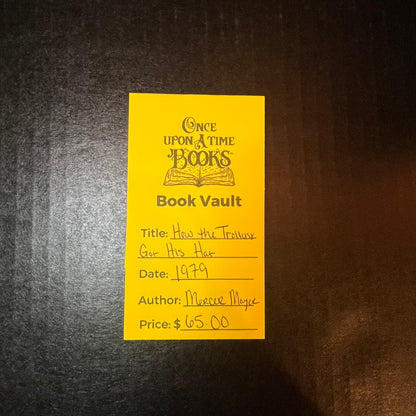 ONCE
UPON A TIME
BOOKS
Book Vault
Title: How the Trollusk
Got His Hat
Date: 1979
Author: Mercer Mayer
Price: $ 65.00